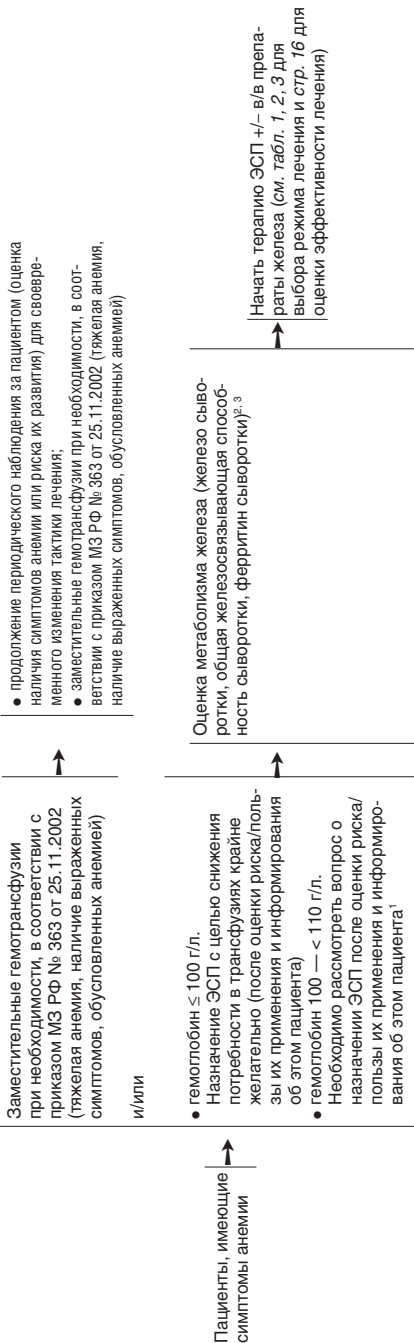 Пациенты, имеющие
симптомы анемии
Заместительные гемотрансфузии
при необходимости, в соответствии с
приказом МЗ РФ № 363 от 25.11.2002
(тяжелая анемия, наличие выраженных
симптомов, обусловленных анемией)
и/или
● гемоглобин ≤ 100 г/л.
Назначение ЭСП с целью снижения
потребности в трансфузиях крайне
желательно (после оценки риска/поль-
зы их применения и информирования
об этом пациента)
● гемоглобин 100 — < 110 г/л.
Необходимо рассмотреть вопрос о
назначении ЭСП после оценки риска/
пользы их применения и информиро-
вания об этом пациента¹
● продолжение периодического наблюдения за пациентом (оценка
наличия симптомов анемии или риска их развития) для своевре-
менного изменения тактики лечения;
● заместительные гемотрансфузии при необходимости, в соот-
ветствии с приказом МЗ РФ № 363 от 25.11.2002 (тяжелая анемия,
наличие выраженных симптомов, обусловленных анемией)
Оценка метаболизма железа (железо сыво-
ротки, общая железосвязывающая способ-
ность сыворотки, ферритин сыворотки)²˒ ³
Начать терапию ЭСП +/− в/в препа-
раты железа (см. табл. 1, 2, 3 для
выбора режима лечения и стр. 16 для
оценки эффективности лечения)